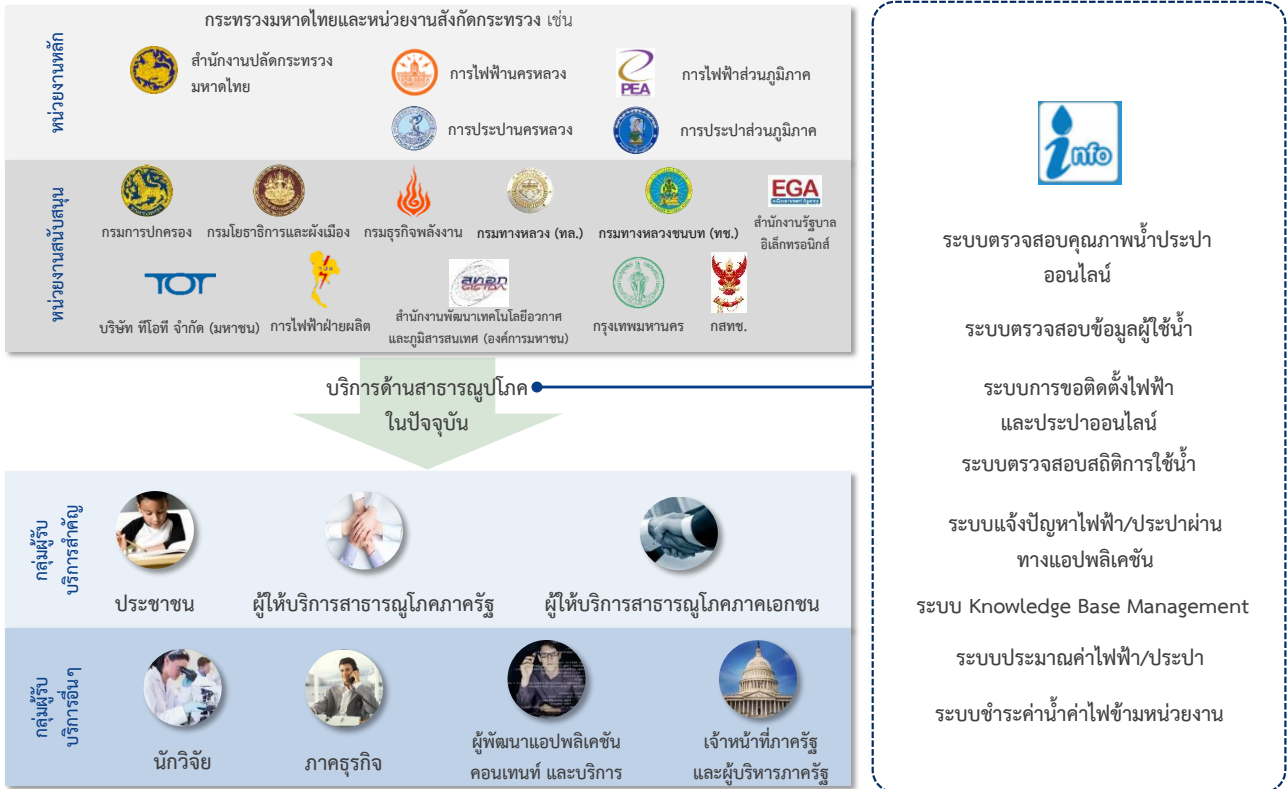 กระทรวงมหาดไทยและหน่วยงานสังกัดกระทรวง เช่น
หน่วยงานหลัก
สำนักงานปลัดกระทรวง
มหาดไทย
การไฟฟ้านครหลวง
PEA
การไฟฟ้าส่วนภูมิภาค
การประปานครหลวง
การประปาส่วนภูมิภาค
หน่วยงานสนับสนุน
กรมการปกครอง
กรมโยธาธิการและผังเมือง
กรมธุรกิจพลังงาน
กรมทางหลวง (ทล.)
กรมทางหลวงชนบท (ทช.)
EGA
e-Government Agency
สำนักงานรัฐบาล
อิเล็กทรอนิกส์
TOT
บริษัท ทีโอที จำกัด (มหาชน)
การไฟฟ้าฝ่ายผลิต
สทอภ
สำนักงานพัฒนาเทคโนโลยีอวกาศ
และภูมิสารสนเทศ (องค์การมหาชน)
กรุงเทพมหานคร
กสทช.
บริการด้านสาธารณูปโภค
ในปัจจุบัน
กลุ่มผู้รับ
บริการสำคัญ
ประชาชน
ผู้ให้บริการสาธารณูโภคภาครัฐ
ผู้ให้บริการสาธารณูโภคภาคเอกชน
กลุ่มผู้รับ
บริการอื่นๆ
นักวิจัย
ภาคธุรกิจ
ผู้พัฒนาแอปพลิเคชัน
คอนเทนท์ และบริการ
เจ้าหน้าที่ภาครัฐ
และผู้บริหารภาครัฐ
info
ระบบตรวจสอบคุณภาพน้ำประปา
ออนไลน์
ระบบตรวจสอบข้อมูลผู้ใช้น้ำ
ระบบการขอติดตั้งไฟฟ้า
และประปาออนไลน์
ระบบตรวจสอบสถิติการใช้น้ำ
ระบบแจ้งปัญหาไฟฟ้า/ประปาผ่าน
ทางแอปพลิเคชัน
ระบบ Knowledge Base Management
ระบบประมาณค่าไฟฟ้า/ประปา
ระบบชำระค่าน้ำค่าไฟข้ามหน่วยงาน